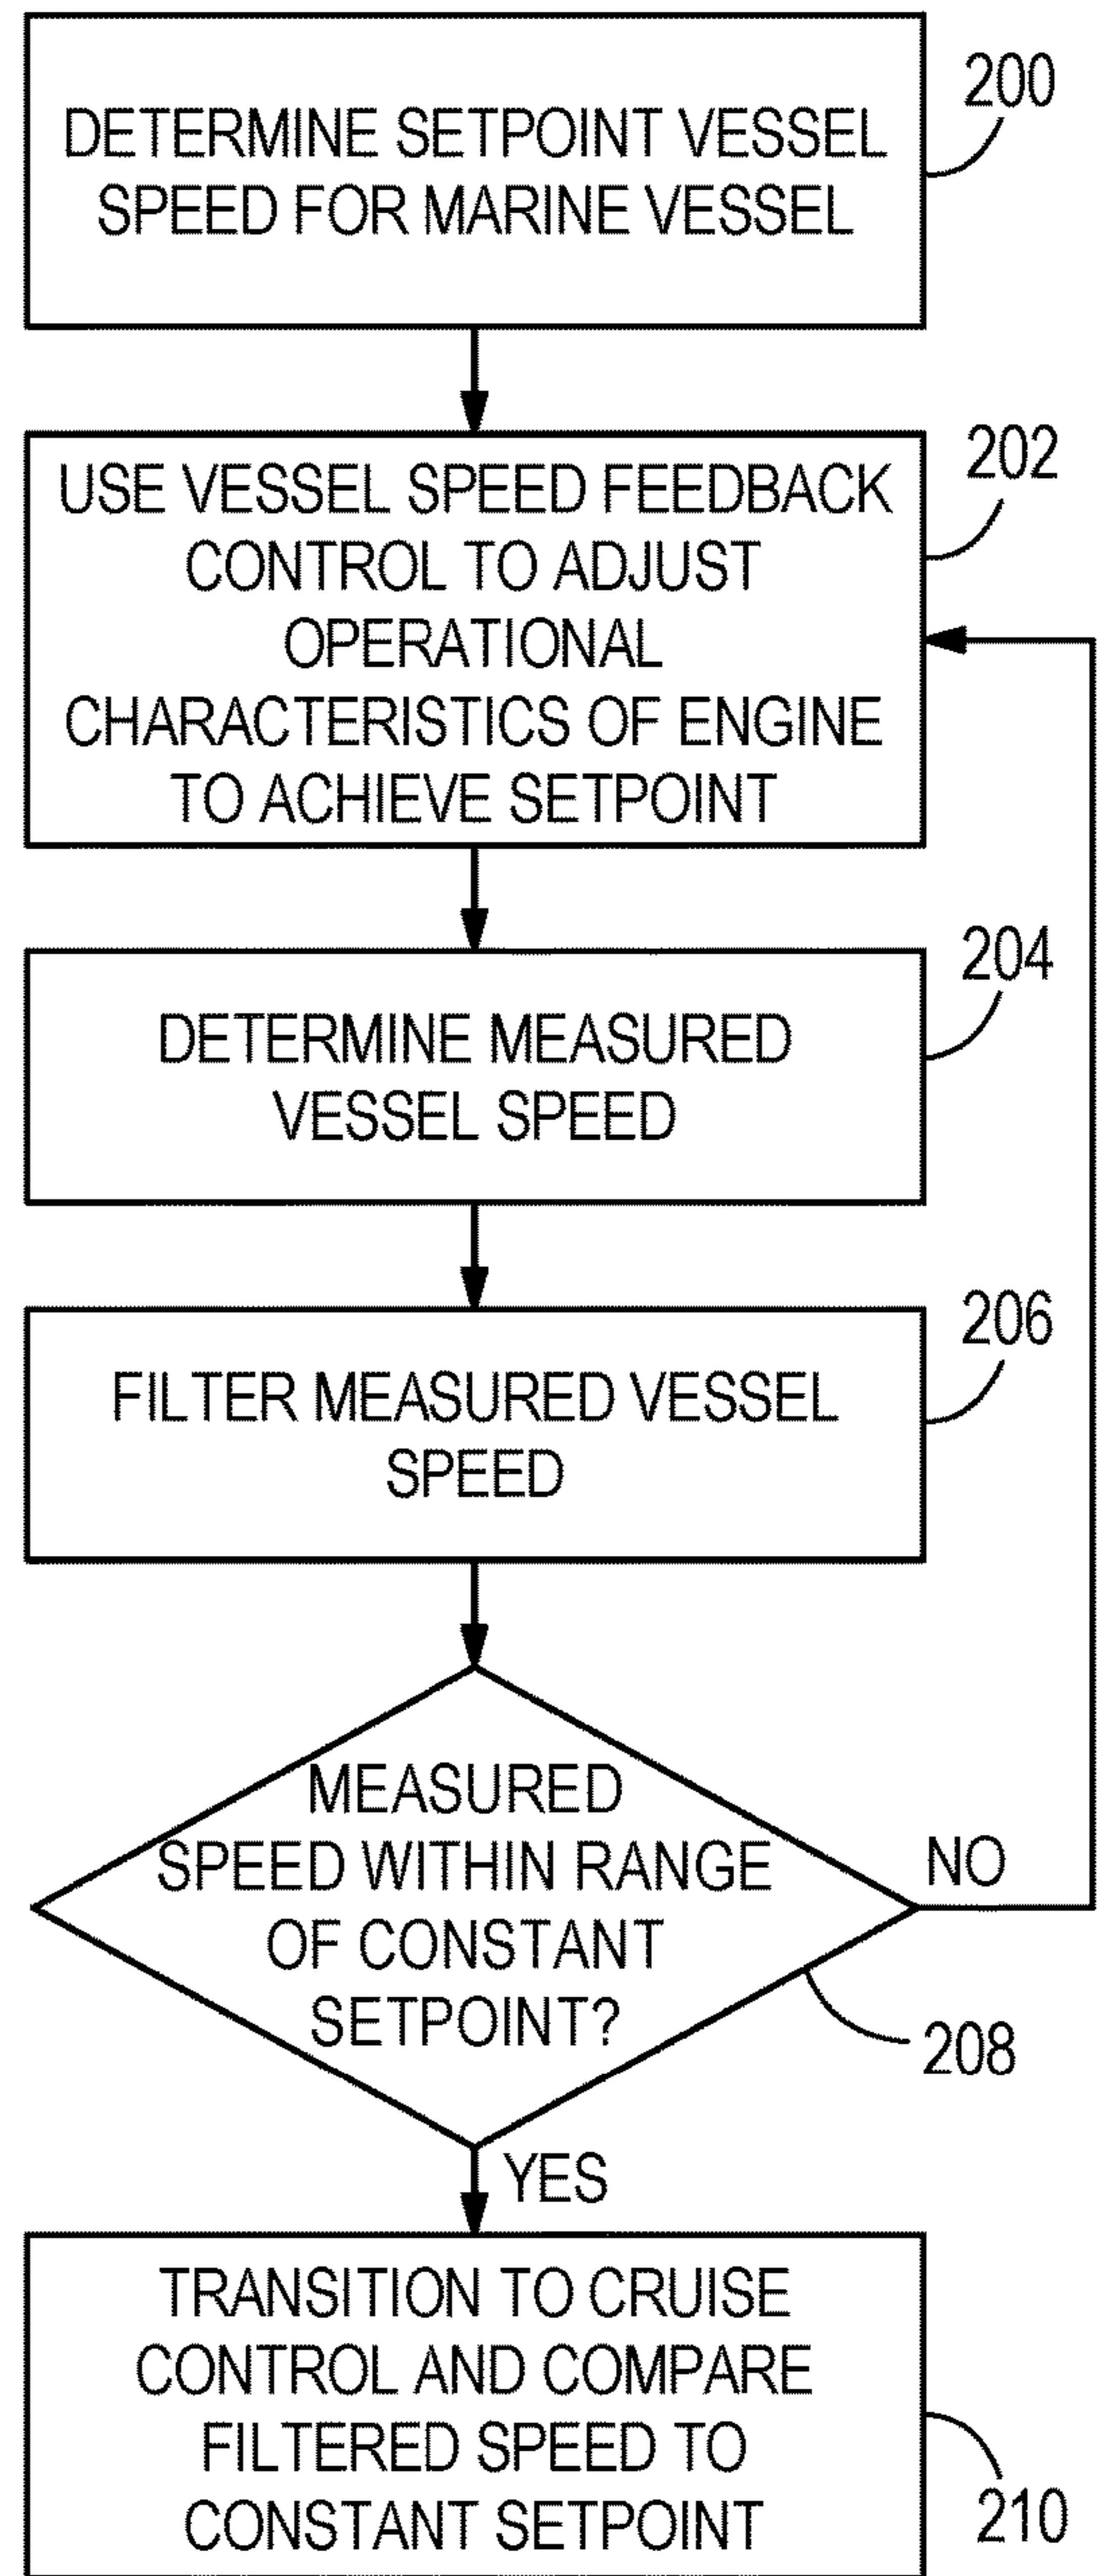 DETERMINE SETPOINT VESSEL
SPEED FOR MARINE VESSEL
200
USE VESSEL SPEED FEEDBACK
CONTROL TO ADJUST
OPERATIONAL
CHARACTERISTICS OF ENGINE
TO ACHIEVE SETPOINT
202
DETERMINE MEASURED
VESSEL SPEED
204
FILTER MEASURED VESSEL
SPEED
206
MEASURED
SPEED WITHIN RANGE
OF CONSTANT
SETPOINT?
NO
208
YES
TRANSITION TO CRUISE
CONTROL AND COMPARE
FILTERED SPEED TO
CONSTANT SETPOINT
210